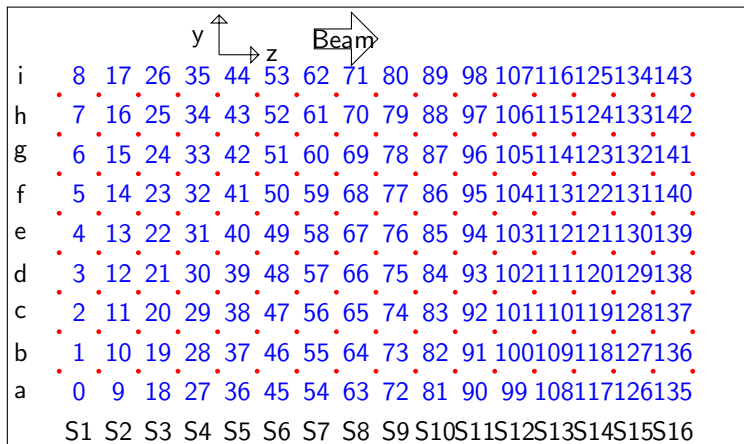 y
Beam
z
i 8 17 26 35 44 53 62 71 80 89 98 107 116 125 134 143
h 7 16 25 34 43 52 61 70 79 88 97 106 115 124 133 142
g 6 15 24 33 42 51 60 69 78 87 96 105 114 123 132 141
f 5 14 23 32 41 50 59 68 77 86 95 104 113 122 131 140
e 4 13 22 31 40 49 58 67 76 85 94 103 112 121 130 139
d 3 12 21 30 39 48 57 66 75 84 93 102 111 120 129 138
c 2 11 20 29 38 47 56 65 74 83 92 101 110 119 128 137
b 1 10 19 28 37 46 55 64 73 82 91 100 109 118 127 136
a 0 9 18 27 36 45 54 63 72 81 90 99 108 117 126 135
S1 S2 S3 S4 S5 S6 S7 S8 S9 S10 S11 S12 S13 S14 S15 S16